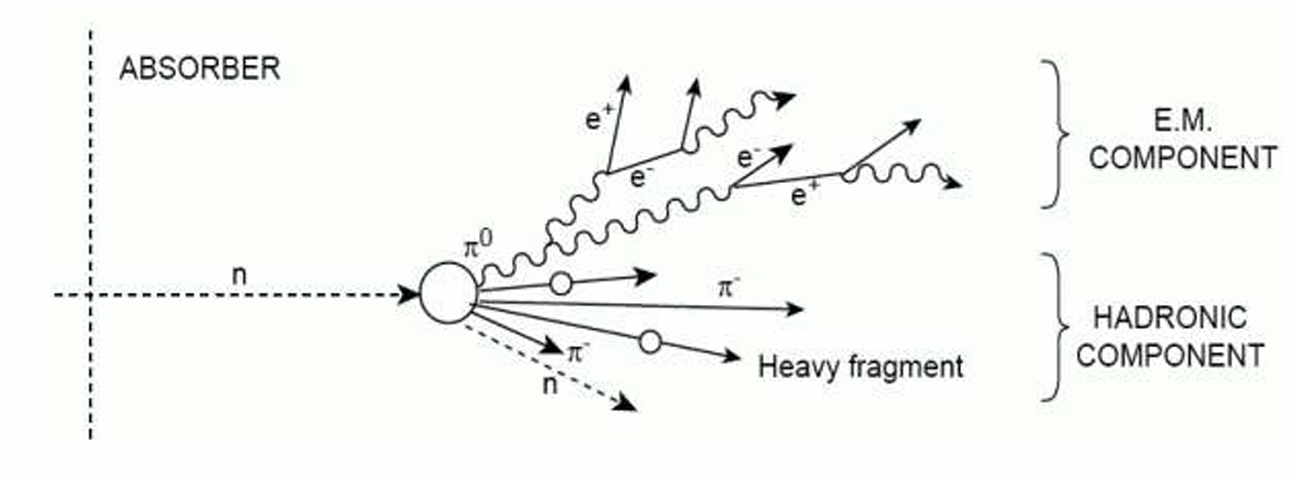 ABSORBER
e⁺
e⁻
e⁻
e⁺
E.M.
COMPONENT
π⁰
n
π⁻
π⁻
n
Heavy fragment
HADRONIC
COMPONENT